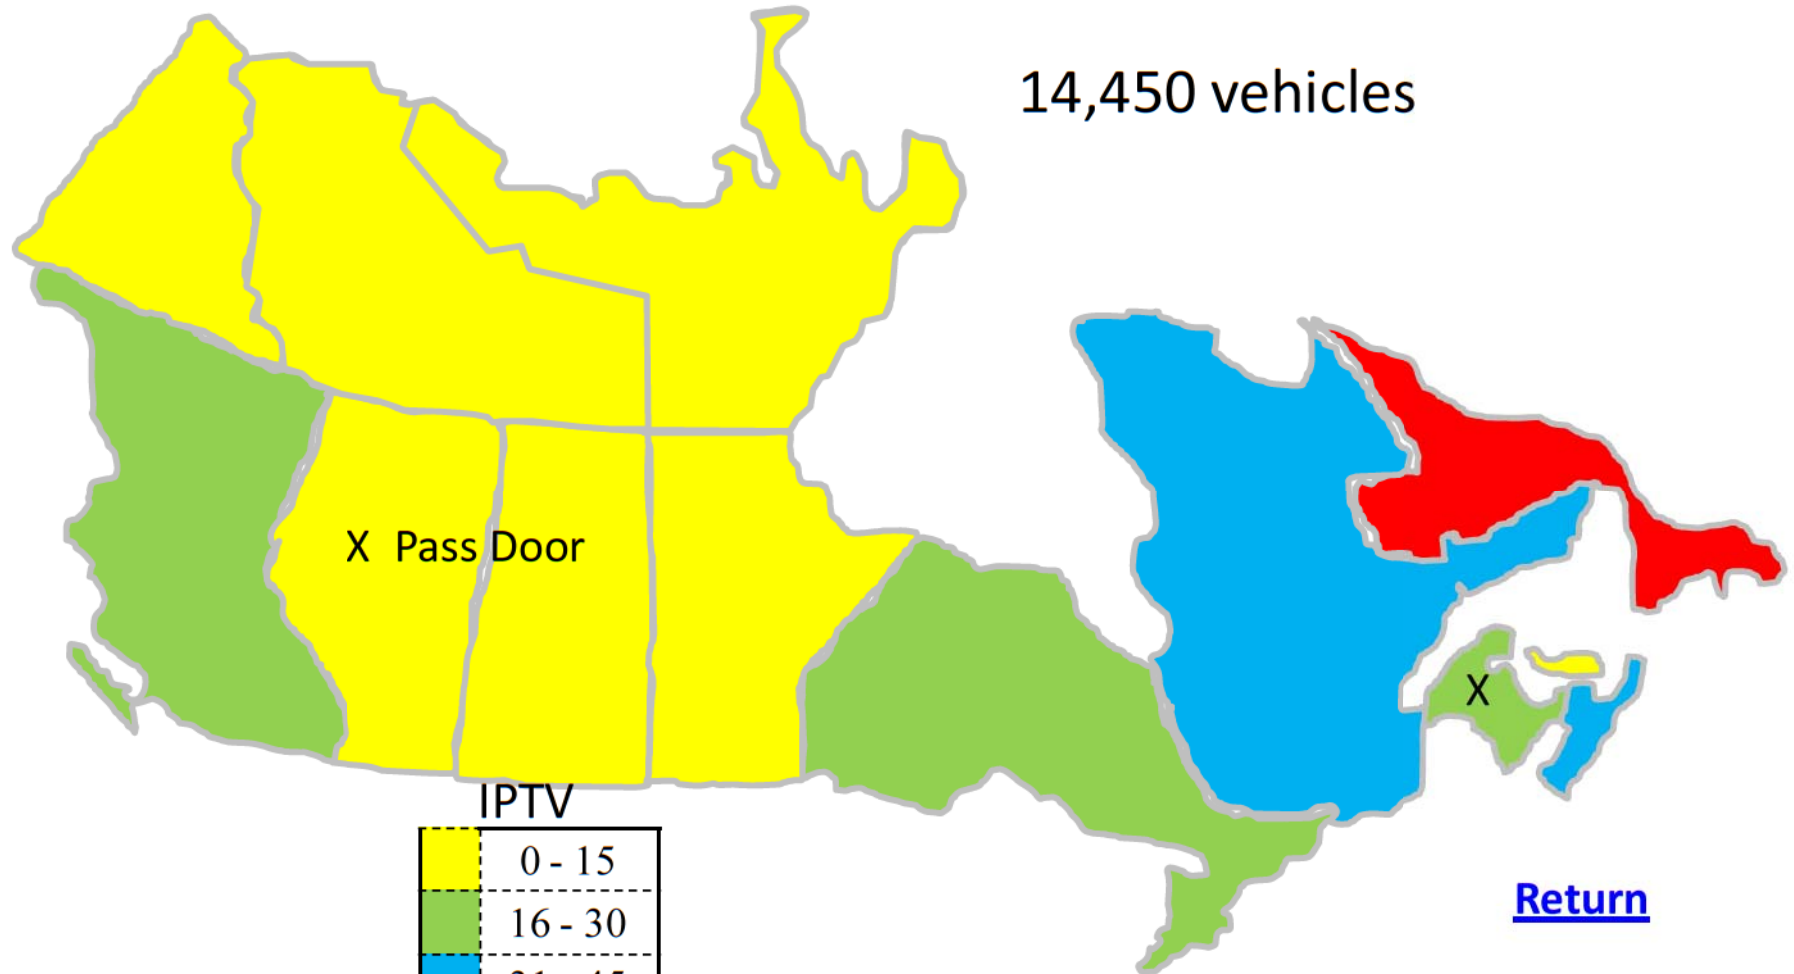 14,450 vehicles
X Pass Door
X
IPTV
0 - 15
16 - 30
Return